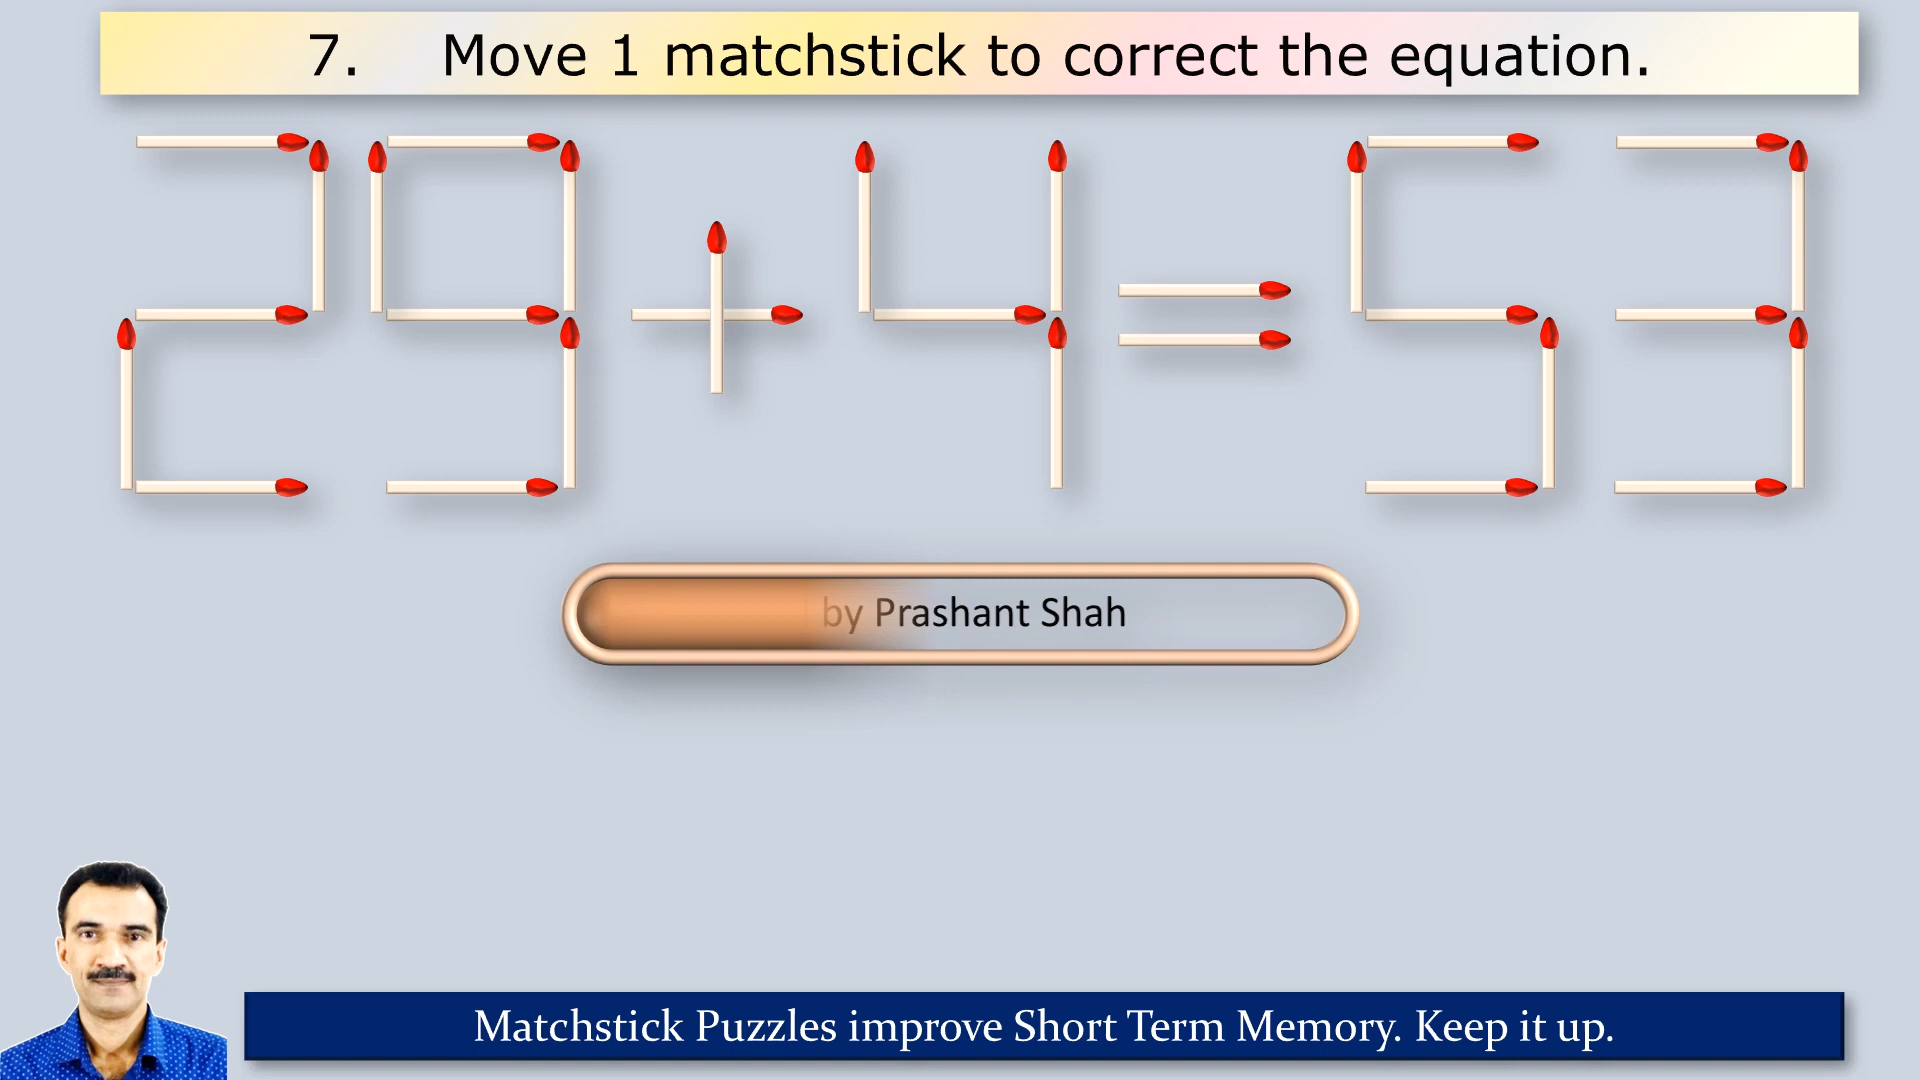 7. Move 1 matchstick to correct the equation.
29+4=53
by Prashant Shah
Matchstick Puzzles improve Short Term Memory. Keep it up.